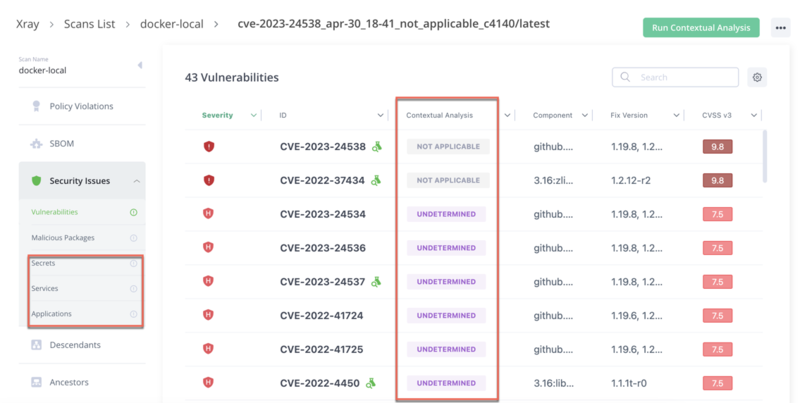 Xray > Scans List > docker-local > cve-2023-24538_apr-30_18-41_not_applicable_c4140/latest
Run Contextual Analysis
Scan Name
docker-local
Policy Violations
SBOM
Security Issues
Vulnerabilities
Malicious Packages
Secrets
Services
Applications
Descendants
Ancestors
43 Vulnerabilities
Search
Severity ID Contextual Analysis Component Fix Version CVSS v3
! CVE-2023-24538 NOT APPLICABLE github.... 1.19.8, 1.2... 9.8
! CVE-2022-37434 NOT APPLICABLE 3.16:zli... 1.2.12-r2 9.8
H CVE-2023-24534 UNDETERMINED github.... 1.19.8, 1.2... 7.5
H CVE-2023-24536 UNDETERMINED github.... 1.19.8, 1.2... 7.5
H CVE-2023-24537 UNDETERMINED github.... 1.19.8, 1.2... 7.5
H CVE-2022-41724 UNDETERMINED github.... 1.19.6, 1.2... 7.5
H CVE-2022-41725 UNDETERMINED github.... 1.19.6, 1.2... 7.5
H CVE-2022-4450 UNDETERMINED 3.16:lib... 1.1.1t-r0 7.5